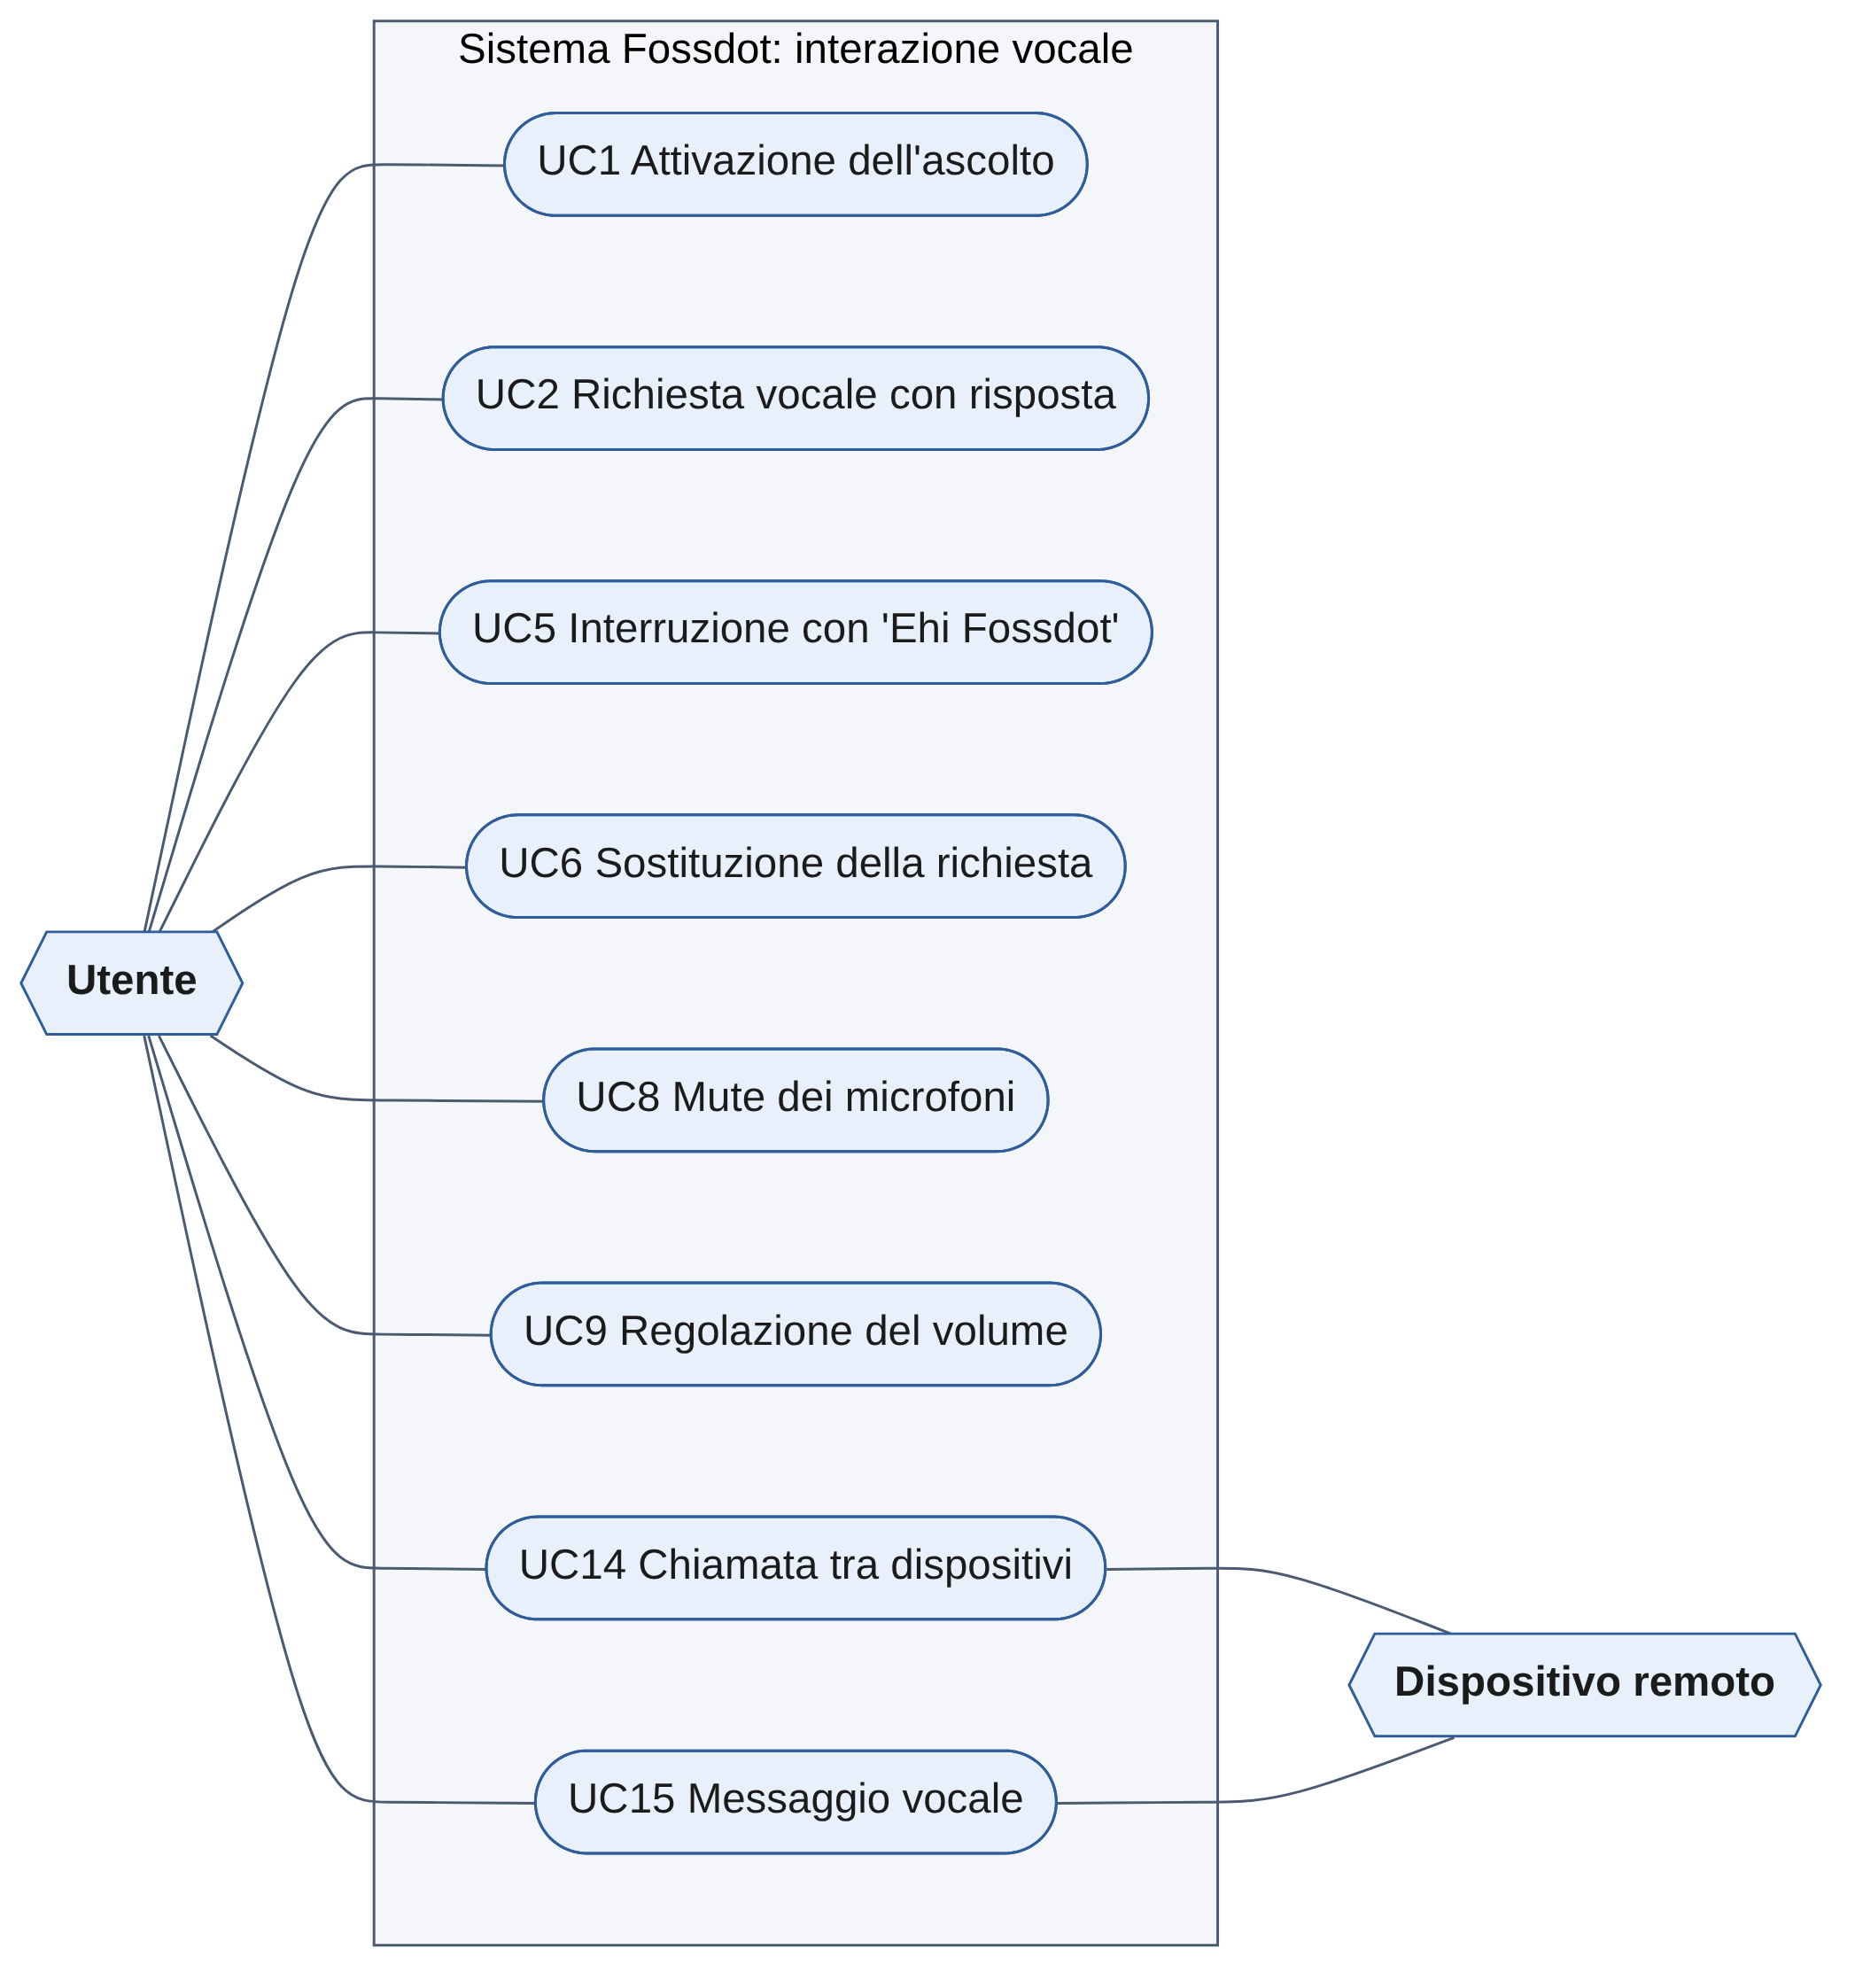 Sistema Fossdot: interazione vocale
UC1 Attivazione dell'ascolto
UC2 Richiesta vocale con risposta
UC5 Interruzione con 'Ehi Fossdot'
UC6 Sostituzione della richiesta
Utente
UC8 Mute dei microfoni
UC9 Regolazione del volume
UC14 Chiamata tra dispositivi
Dispositivo remoto
UC15 Messaggio vocale